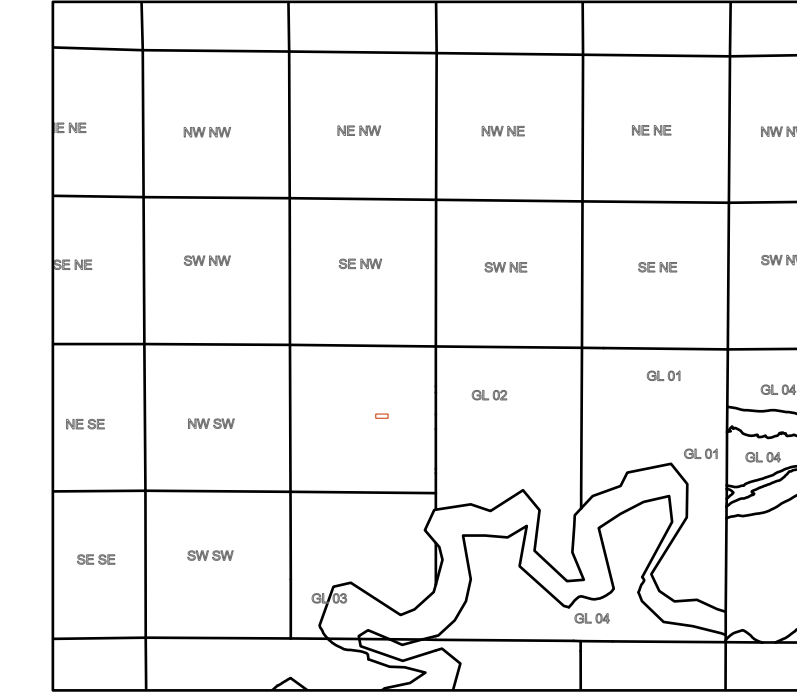 E NE
NW NW
NE NW
NW NE
NE NE
NW N
SE NE
SW NW
SE NW
SW NE
SE NE
SW N
NE SE
NW SW
GL 02
GL 01
GL 04
GL 01
GL 04
SE SE
SW SW
GL 03
GL 04